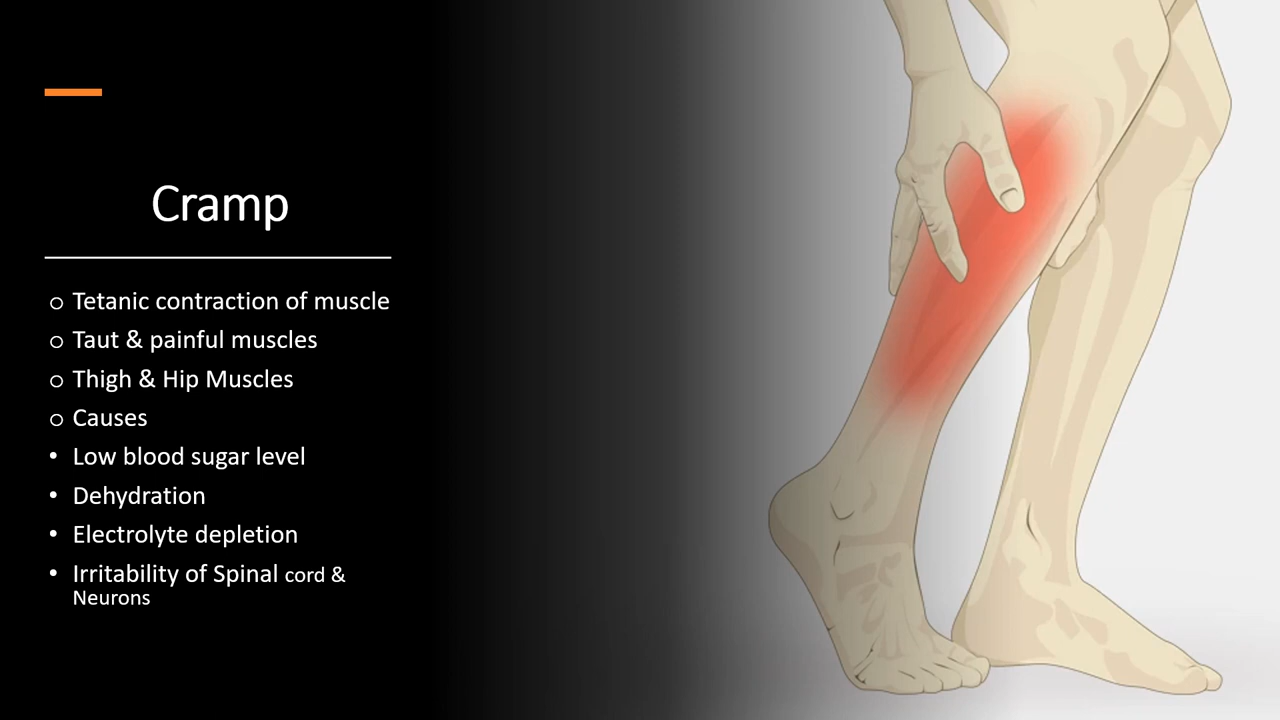 Cramp
o Tetanic contraction of muscle
o Taut & painful muscles
o Thigh & Hip Muscles
o Causes
• Low blood sugar level
• Dehydration
• Electrolyte depletion
• Irritability of Spinal cord &
Neurons